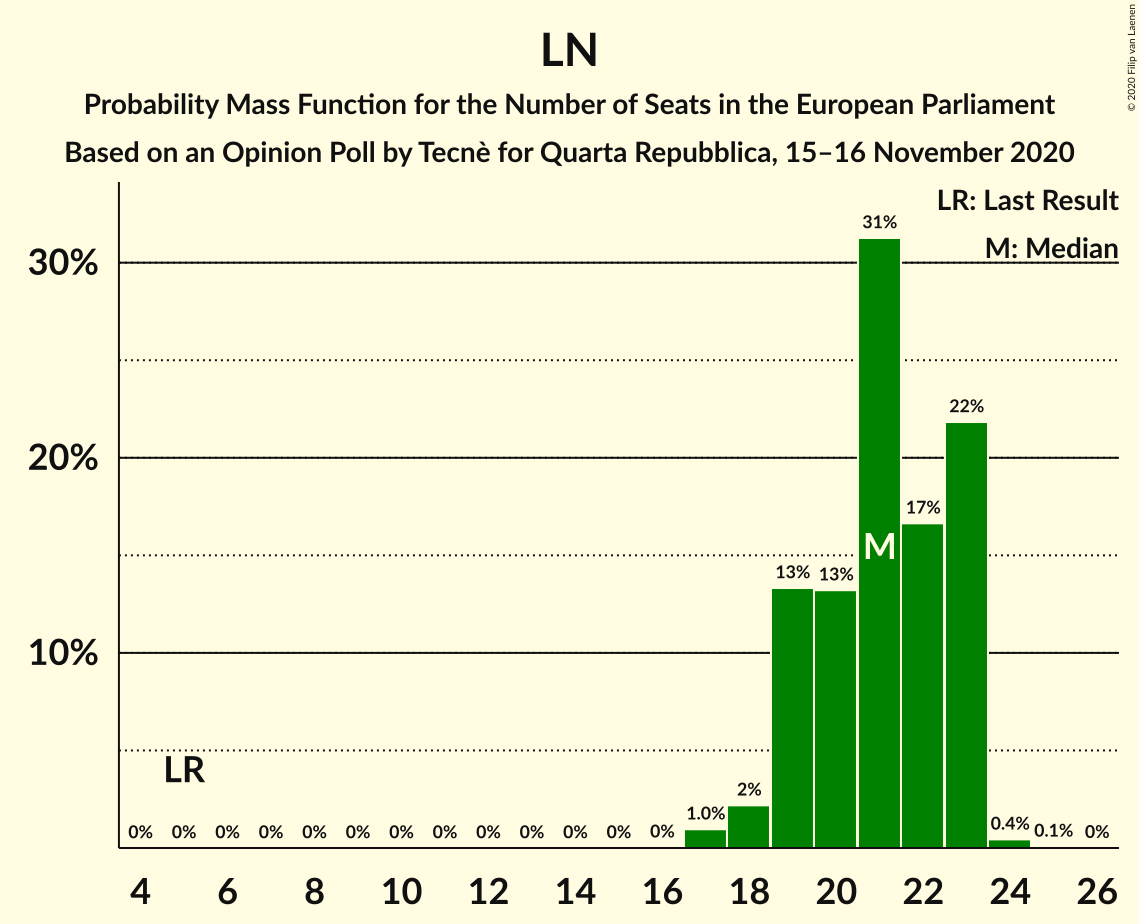 LN
Probability Mass Function for the Number of Seats in the European Parliament
Based on an Opinion Poll by Tecnè for Quarta Repubblica, 15–16 November 2020
© 2020 Filip van Laenen
LR: Last Result
M: Median
30%
20%
10%
LR
M
0% 0% 0% 0% 0% 0% 0% 0% 0% 0% 0% 0% 0% 1.0% 2% 13% 13% 31% 17% 22% 0.4% 0.1% 0%
4 6 8 10 12 14 16 18 20 22 24 26